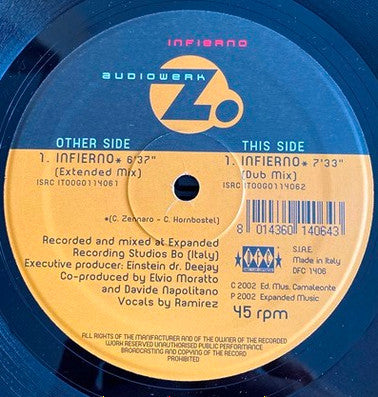 INFIERNO
AUDIOWERK
Zo
OTHER SIDE
1. INFIERNO* 6'37"
(Extended Mix)
ISRC IT00G0114061
THIS SIDE
1. INFIERNO* 7'33"
(Dub Mix)
ISRC IT00G0114062
*(C. Zennaro - C. Hornbostel)
Recorded and mixed at Expanded
Recording Studios Bo (Italy)
Executive producer: Einstein dr. Deejay
Co-produced by Elvio Moratto
and Davide Napolitano
Vocals by Ramirez
8 014360 140643
DFC
S.I.A.E.
Made in Italy
DFC 1406
C 2002 Ed. Mus. Camaleonte
P 2002 Expanded Music
45 rpm
ALL RIGHTS OF THE MANUFACTURER AND OF THE OWNER OF THE RECORDED
WORK RESERVED UNAUTHORISED PUBLIC PERFORMANCE
BROADCASTING AND COPYING OF THE RECORD
PROHIBITED